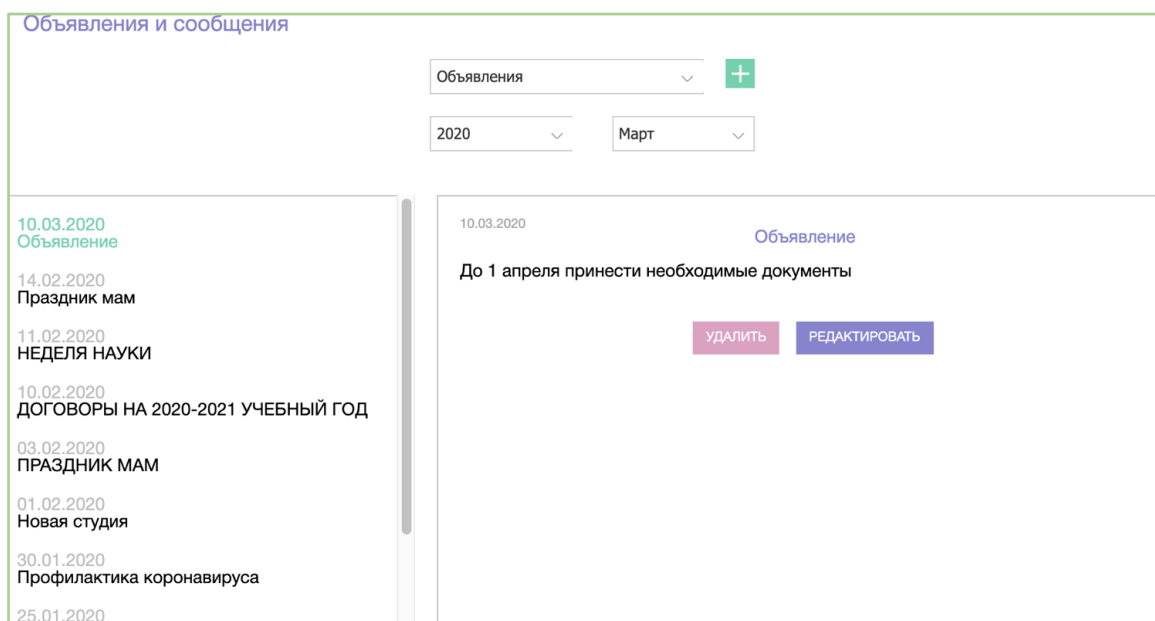 Объявления и сообщения
Объявления
2020
Март
10.03.2020
Объявление
14.02.2020
Праздник мам
11.02.2020
НЕДЕЛЯ НАУКИ
10.02.2020
ДОГОВОРЫ НА 2020-2021 УЧЕБНЫЙ ГОД
03.02.2020
ПРАЗДНИК МАМ
01.02.2020
Новая студия
30.01.2020
Профилактика коронавируса
25.01.2020
10.03.2020
Объявление
До 1 апреля принести необходимые документы
УДАЛИТЬ
РЕДАКТИРОВАТЬ